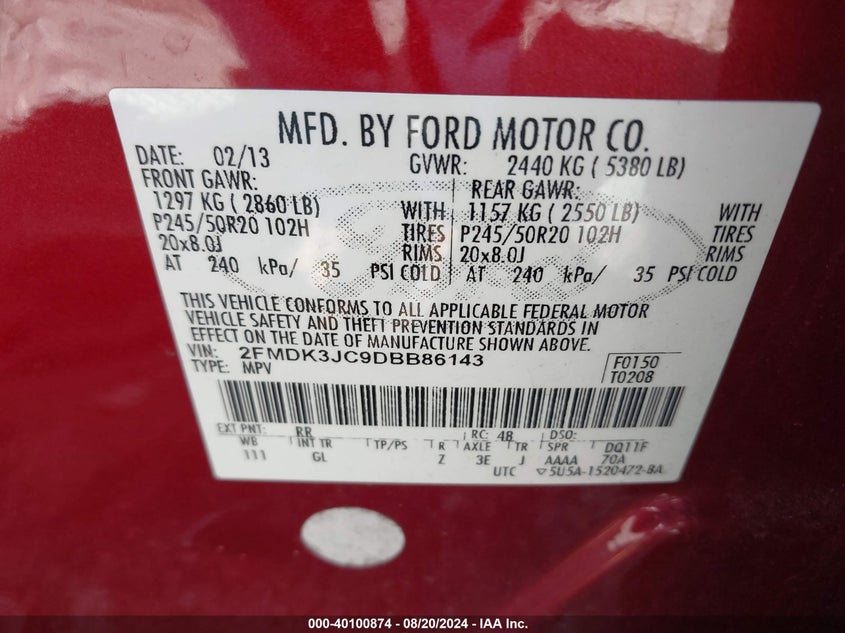 MFD. BY FORD MOTOR CO.
DATE: 02/13 GVWR: 2440 KG ( 5380 LB)
FRONT GAWR: REAR GAWR:
1297 KG ( 2860 LB) WITH 1157 KG ( 2550 LB) WITH
P245/50R20 102H TIRES P245/50R20 102H TIRES
20x8.0J RIMS 20x8.0J RIMS
AT 240 kPa/ 35 PSI COLD AT 240 kPa/ 35 PSI COLD
THIS VEHICLE CONFORMS TO ALL APPLICABLE FEDERAL MOTOR
VEHICLE SAFETY AND THEFT PREVENTION STANDARDS IN
EFFECT ON THE DATE OF MANUFACTURE SHOWN ABOVE.
VIN: 2FMDK3JC9DBB86143 F0150
TYPE: MPV T0208
EXT PNT: RR RC: 48 DSO:
WB INT TR TP/PS R AXLE TR SPR DQ11F
111 GL Z 3E J AAAA 70A
UTC 5U5A-1520472-BA
000-40100874 - 08/20/2024 - IAA Inc.